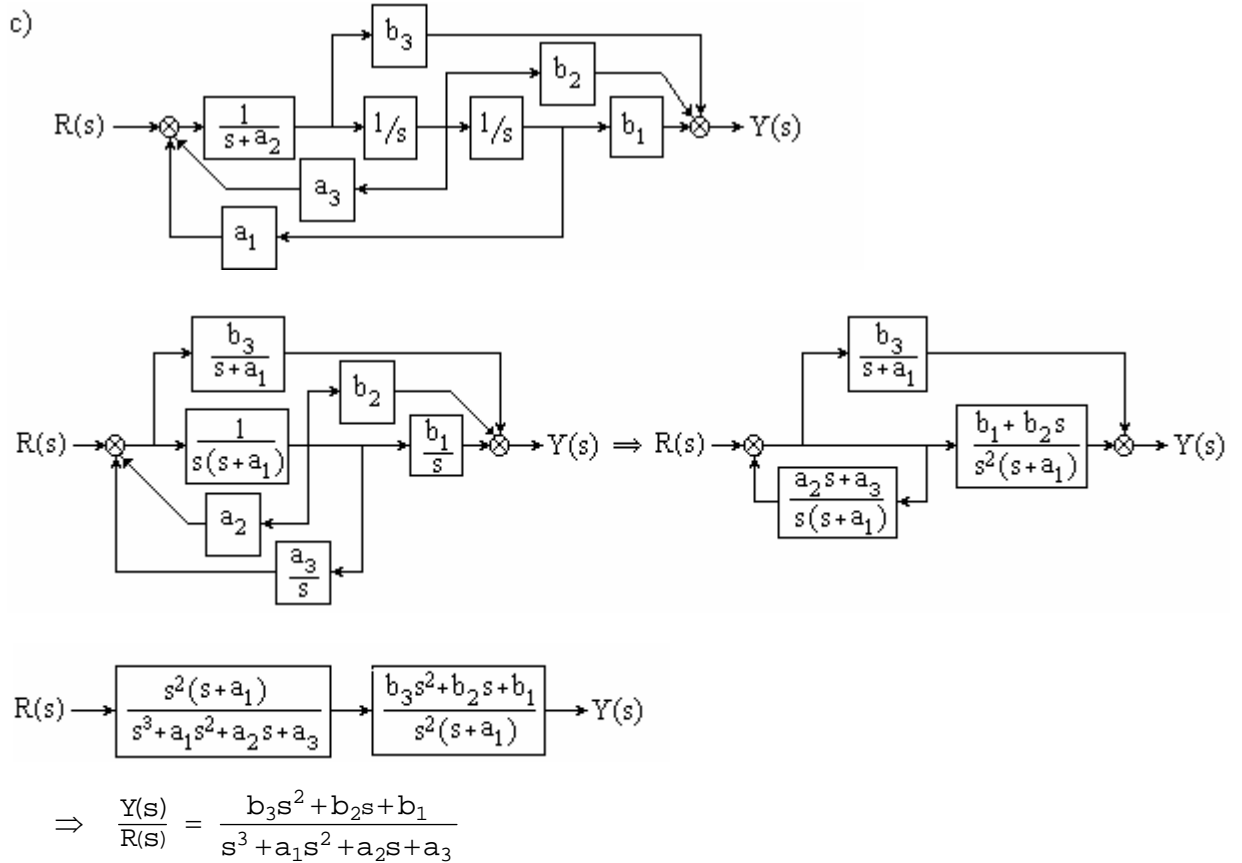 c)
b₃
b₂
R(s) 1/(s+a₂) 1/s 1/s b₁ Y(s)
a₃
a₁
b₃/(s+a₁)
b₂
R(s) 1/(s(s+a₁)) b₁/s Y(s)
a₂
a₃/s
⇒
b₃/(s+a₁)
R(s) (b₁+b₂s)/(s²(s+a₁)) Y(s)
(a₂s+a₃)/(s(s+a₁))
R(s) s²(s+a₁)/(s³+a₁s²+a₂s+a₃) (b₃s²+b₂s+b₁)/(s²(s+a₁)) Y(s)
⇒ Y(s)/R(s) = (b₃s²+b₂s+b₁)/(s³+a₁s²+a₂s+a₃)